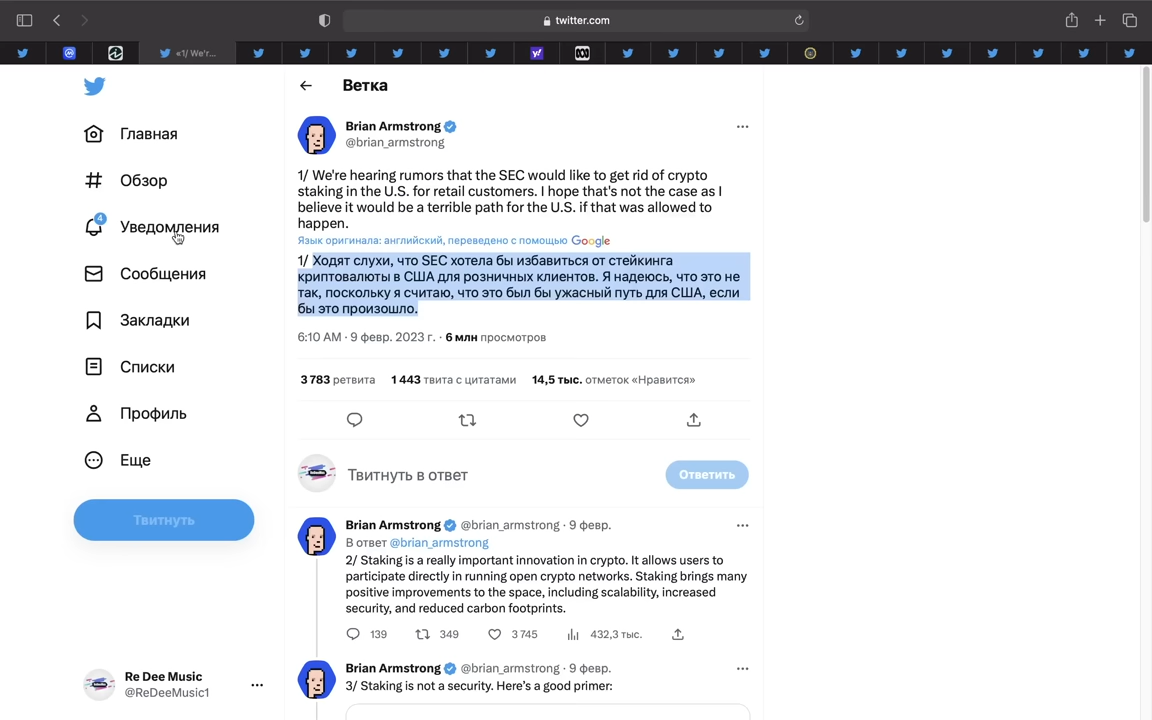 twitter.com
«1/ We'r...
Главная
Обзор
4
Уведомления
Сообщения
Закладки
Списки
Профиль
Еще
Твитнуть
Re Dee Music
@ReDeeMusic1
Ветка
Brian Armstrong
@brian_armstrong
1/ We're hearing rumors that the SEC would like to get rid of crypto
staking in the U.S. for retail customers. I hope that's not the case as I
believe it would be a terrible path for the U.S. if that was allowed to
happen.
Язык оригинала: английский, переведено с помощью Google
1/ Ходят слухи, что SEC хотела бы избавиться от стейкинга
криптовалюты в США для розничных клиентов. Я надеюсь, что это не
так, поскольку я считаю, что это был бы ужасный путь для США, если
бы это произошло.
6:10 AM · 9 февр. 2023 г. · 6 млн просмотров
3 783 ретвита 1 443 твита с цитатами 14,5 тыс. отметок «Нравится»
Твитнуть в ответ
Ответить
Brian Armstrong @brian_armstrong · 9 февр.
В ответ @brian_armstrong
2/ Staking is a really important innovation in crypto. It allows users to
participate directly in running open crypto networks. Staking brings many
positive improvements to the space, including scalability, increased
security, and reduced carbon footprints.
139 349 3 745 432,3 тыс.
Brian Armstrong @brian_armstrong · 9 февр.
3/ Staking is not a security. Here's a good primer: